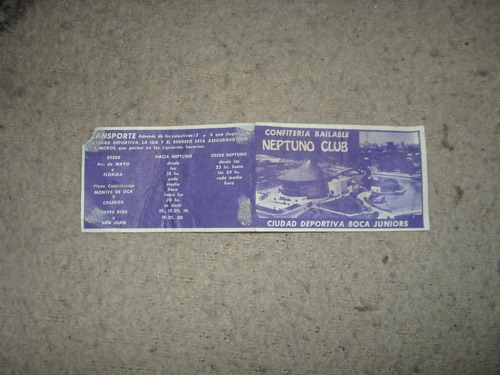 TRANSPORTE Además de los colectivos y 4 que llegan
CIUDAD DEPORTIVA, LA IDA Y EL REGRESO ESTA ASEGURADO CON
MICROS que parten en los siguientes horarios:
DESDE
Av. de MAYO
y
FLORIDA
Plaza Constitución
MONTES DE OCA
y
CASEROS
ENTRE RIOS
y
SAN JUAN
HACIA NEPTUNO
desde
las
18 hs.
cada
media
hora
hasta las
20 hs.
es decir
18, 18.30, 19,
19.30, 20
DESDE NEPTUNO
desde las
22 hs. hasta
las 24 hs.
cada media
hora
CONFITERIA BAILABLE
NEPTUNO CLUB
CIUDAD DEPORTIVA BOCA JUNIORS